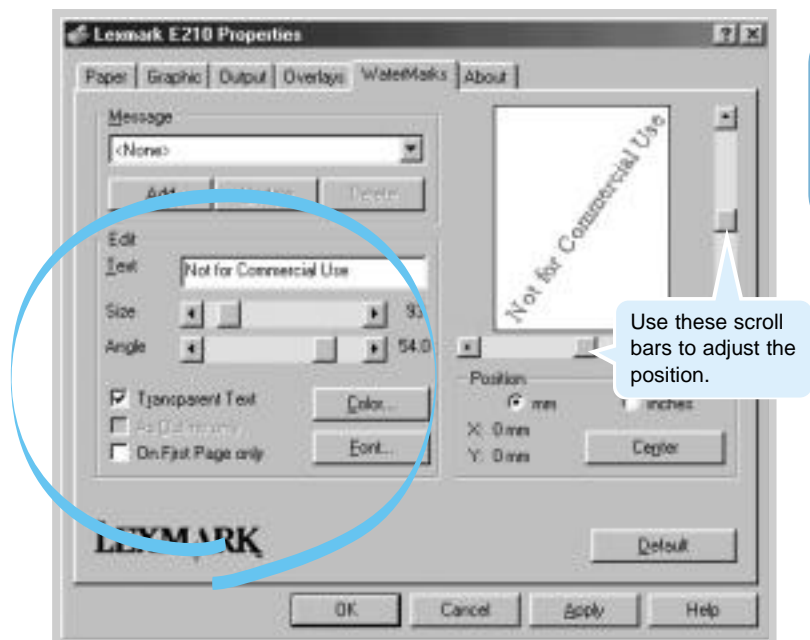 Lexmark E210 Properties
Paper Graphic Output Overlays WaterMarks About
Message
<None>
Add Delete
Edit
Text Not for Commercial Use
Size 93
Angle 54.0
Transparent Text Color...
On First Page only Font...
Not for Commercial Use
Use these scroll
bars to adjust the
position.
Position
mm inches
X: 0 mm
Y: 0 mm
Center
LEXMARK
Default
OK Cancel Apply Help